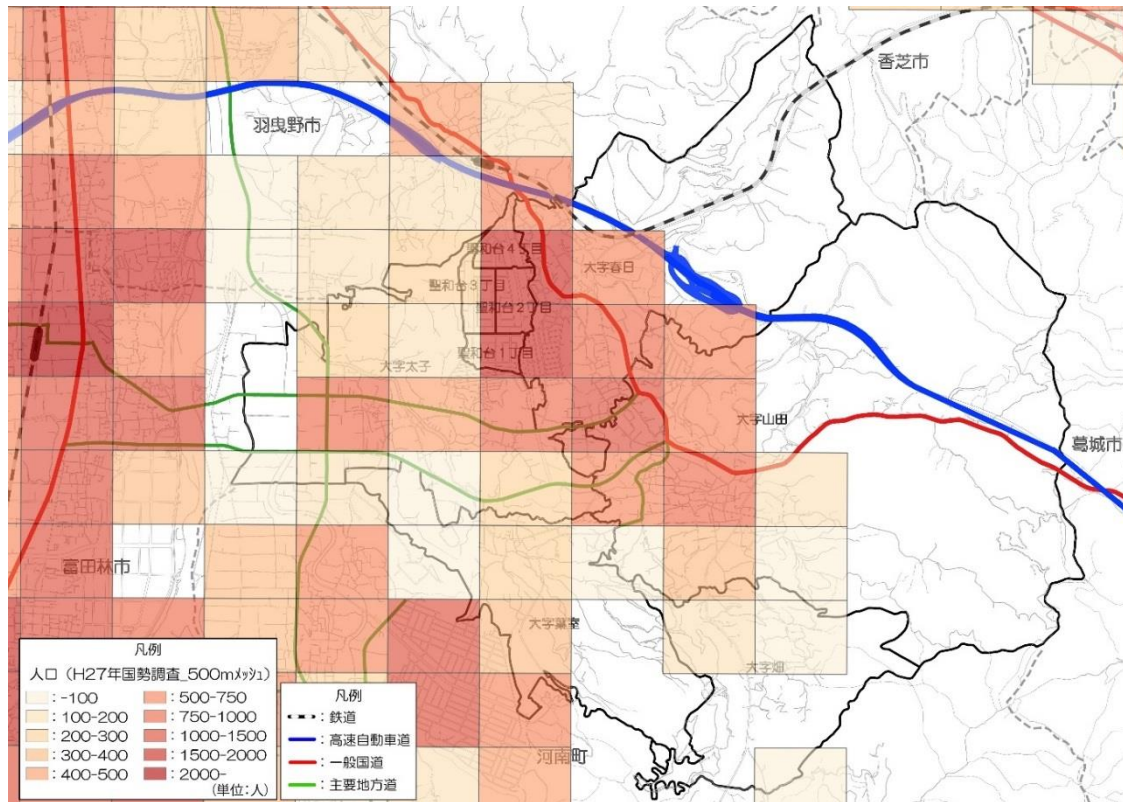 香芝市
羽曳野市
聖和台4丁目
大字春日
聖和台3丁目
聖和台2丁目
聖和台1丁目
大字太子
大字山田
葛城市
富田林市
大字葉室
大字畑
河南町
凡例
人口（H27年国勢調査_500mメッシュ）
：-100
：100-200
：200-300
：300-400
：400-500
：500-750
：750-1000
：1000-1500
：1500-2000
：2000-
（単位：人）
凡例
：鉄道
：高速自動車道
：一般国道
：主要地方道